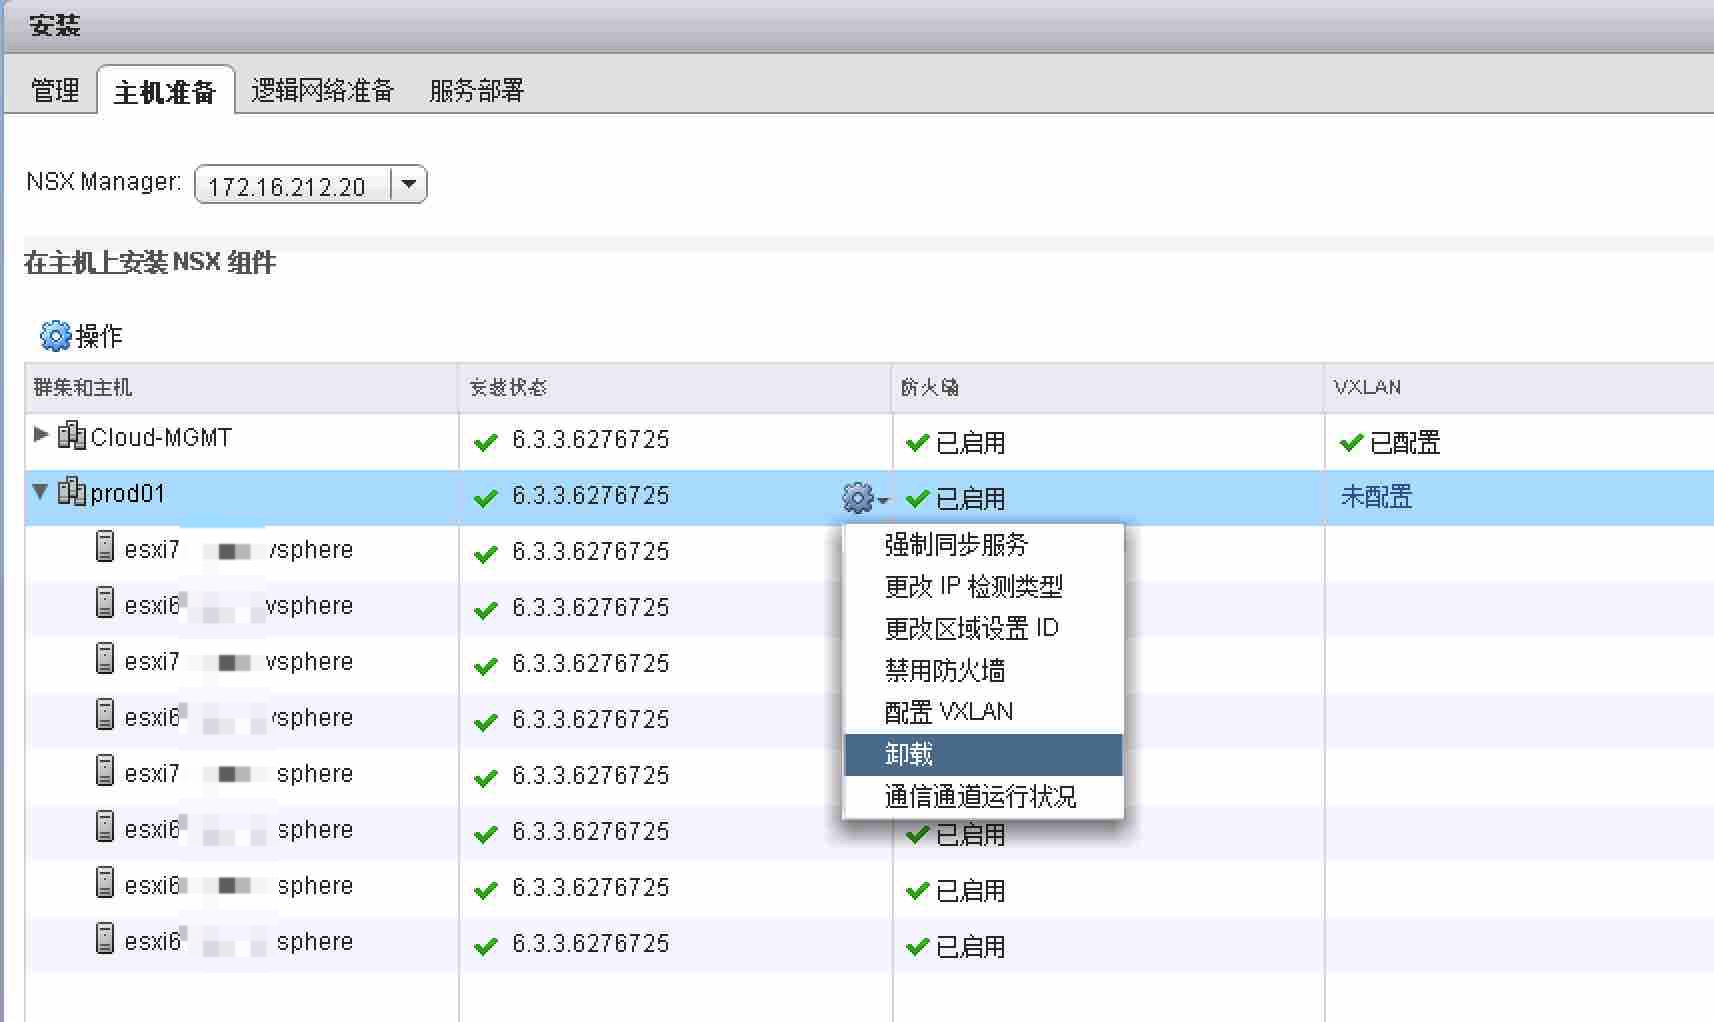 安装
管理 主机准备 逻辑网络准备 服务部署
NSX Manager: 172.16.212.20
在主机上安装 NSX 组件
操作
群集和主机 安装状态 防火墙 VXLAN
Cloud-MGMT 6.3.3.6276725 已启用 已配置
prod01 6.3.3.6276725 已启用 未配置
esxi7 vsphere 6.3.3.6276725
esxi6 vsphere 6.3.3.6276725
esxi7 vsphere 6.3.3.6276725
esxi6 vsphere 6.3.3.6276725
esxi7 sphere 6.3.3.6276725
esxi6 sphere 6.3.3.6276725 已启用
esxi6 sphere 6.3.3.6276725 已启用
esxi6 sphere 6.3.3.6276725 已启用
强制同步服务
更改 IP 检测类型
更改区域设置 ID
禁用防火墙
配置 VXLAN
卸载
通信通道运行状况